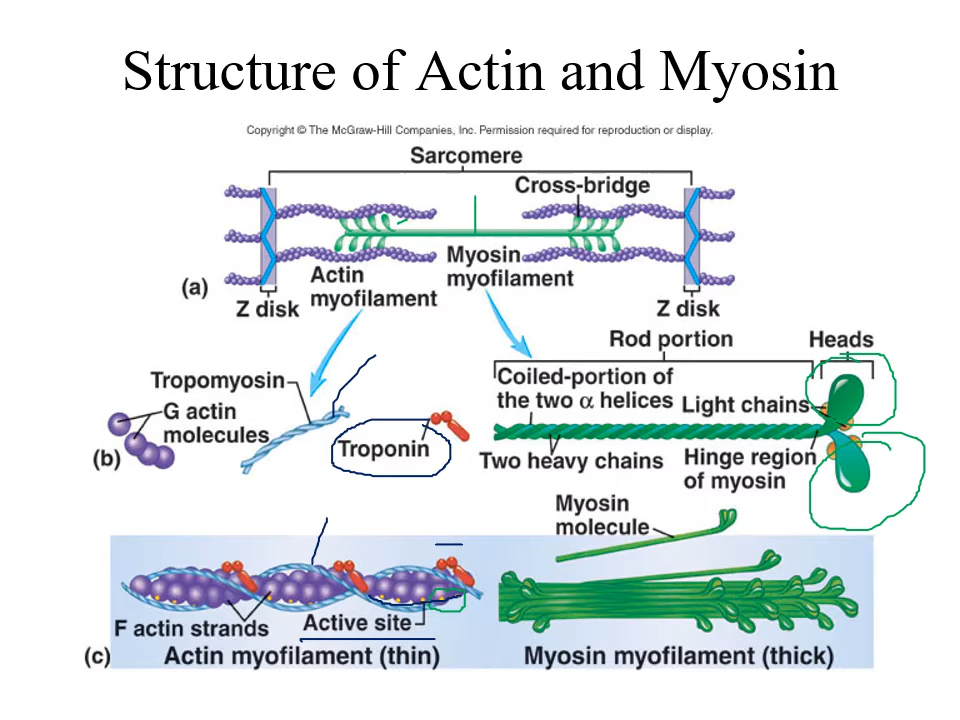 Structure of Actin and Myosin
Copyright © The McGraw-Hill Companies, Inc. Permission required for reproduction or display.
Sarcomere
Cross-bridge
Actin
myofilament
Myosin
myofilament
(a)
Z disk
Z disk
Rod portion
Heads
Tropomyosin
G actin
molecules
Troponin
(b)
Coiled-portion of
the two α helices
Light chains
Two heavy chains
Hinge region
of myosin
Myosin
molecule
F actin strands
Active site
(c)
Actin myofilament (thin)
Myosin myofilament (thick)